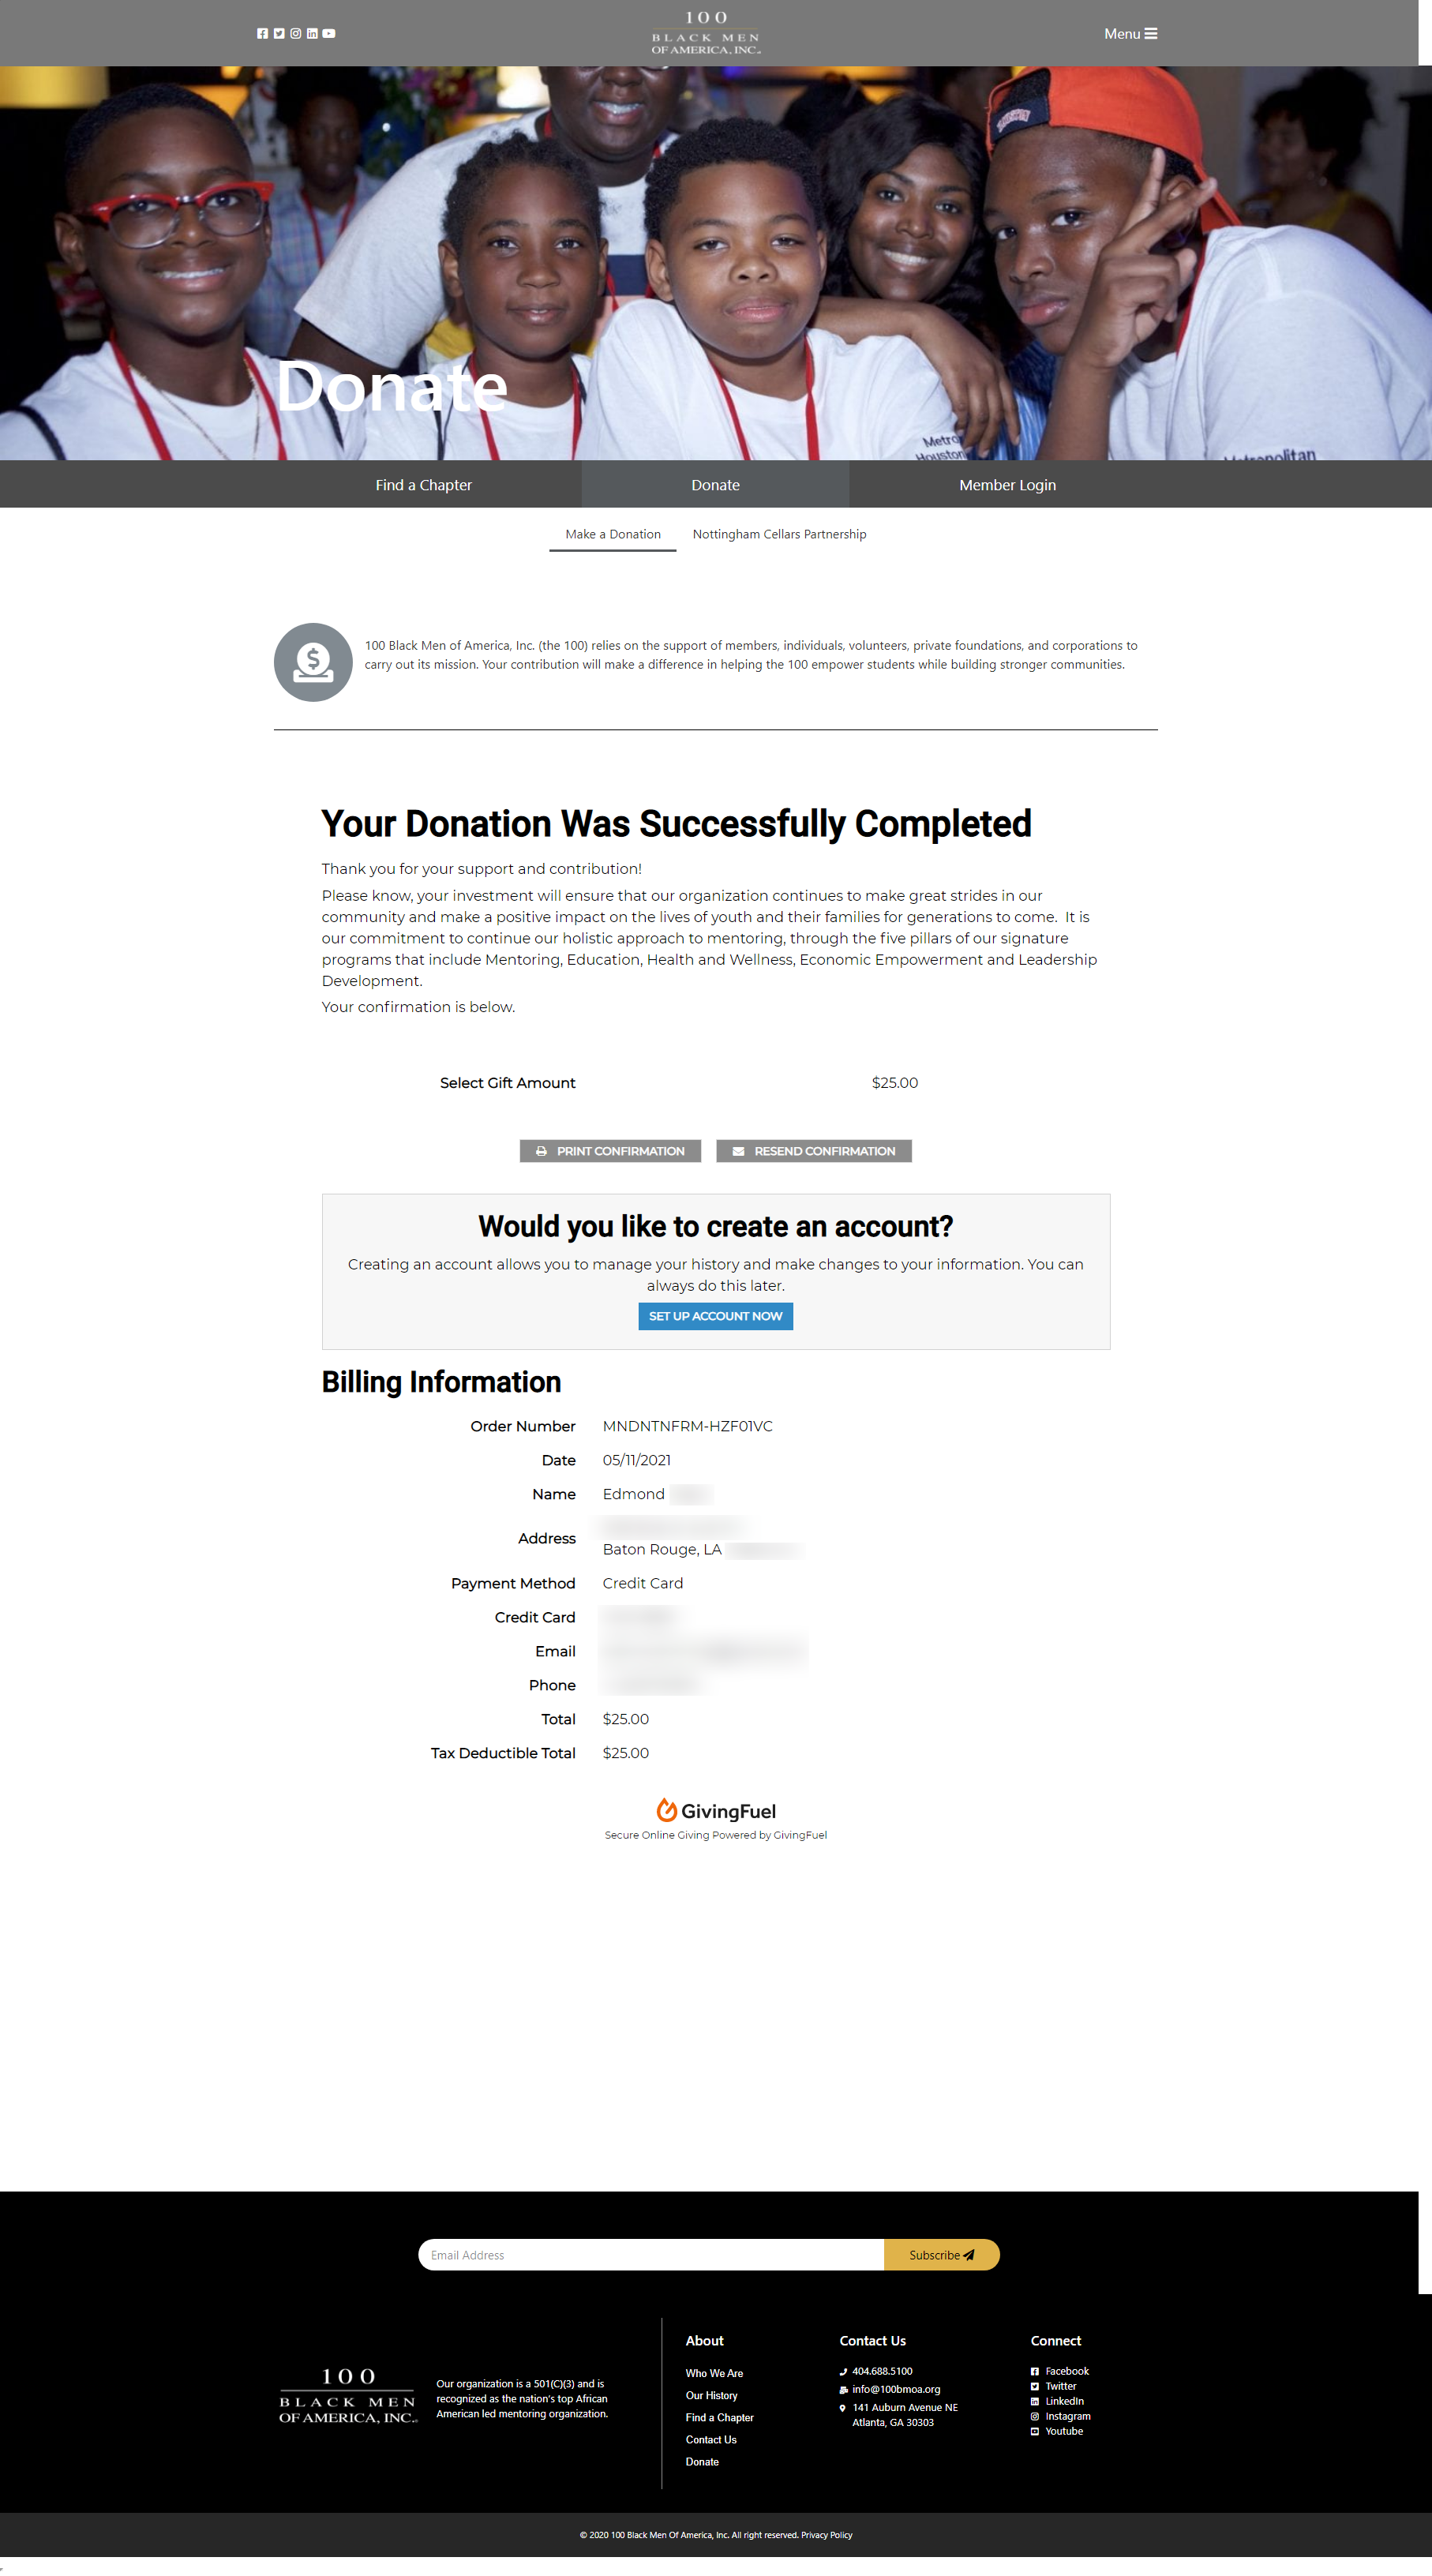 100
BLACK MEN
OF AMERICA, INC.
Menu
Donate
Metro
Houston
Metropolitan
Find a Chapter
Donate
Member Login
Make a Donation
Nottingham Cellars Partnership
100 Black Men of America, Inc. (the 100) relies on the support of members, individuals, volunteers, private foundations, and corporations to
carry out its mission. Your contribution will make a difference in helping the 100 empower students while building stronger communities.
Your Donation Was Successfully Completed
Thank you for your support and contribution!
Please know, your investment will ensure that our organization continues to make great strides in our
community and make a positive impact on the lives of youth and their families for generations to come. It is
our commitment to continue our holistic approach to mentoring, through the five pillars of our signature
programs that include Mentoring, Education, Health and Wellness, Economic Empowerment and Leadership
Development.
Your confirmation is below.
Select Gift Amount $25.00
PRINT CONFIRMATION
RESEND CONFIRMATION
Would you like to create an account?
Creating an account allows you to manage your history and make changes to your information. You can
always do this later.
SET UP ACCOUNT NOW
Billing Information
Order Number MNDNTNFRM-HZF01VC
Date 05/11/2021
Name Edmond
Address
Baton Rouge, LA
Payment Method Credit Card
Credit Card
Email
Phone
Total $25.00
Tax Deductible Total $25.00
GivingFuel
Secure Online Giving Powered by GivingFuel
Email Address
Subscribe
100
BLACK MEN
OF AMERICA, INC.
Our organization is a 501(C)(3) and is
recognized as the nation's top African
American led mentoring organization.
About
Who We Are
Our History
Find a Chapter
Contact Us
Donate
Contact Us
404.688.5100
info@100bmoa.org
141 Auburn Avenue NE
Atlanta, GA 30303
Connect
Facebook
Twitter
LinkedIn
Instagram
Youtube
© 2020 100 Black Men Of America, Inc. All right reserved. Privacy Policy